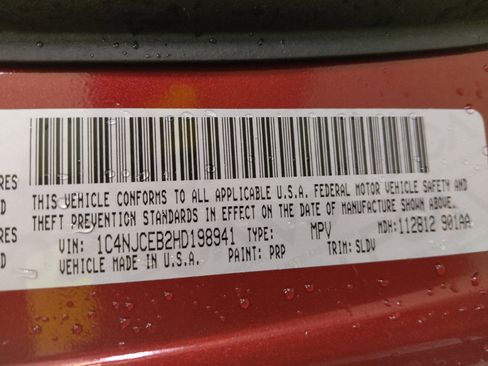 RES
D
RES
D
THIS VEHICLE CONFORMS TO ALL APPLICABLE U.S.A. FEDERAL MOTOR VEHICLE SAFETY AND
THEFT PREVENTION STANDARDS IN EFFECT ON THE DATE OF MANUFACTURE SHOWN ABOVE.
VIN: 1C4NJCEB2HD198941 TYPE: MPV MDH:112812 901AA
VEHICLE MADE IN U.S.A. PAINT: PRP TRIM: SLDV